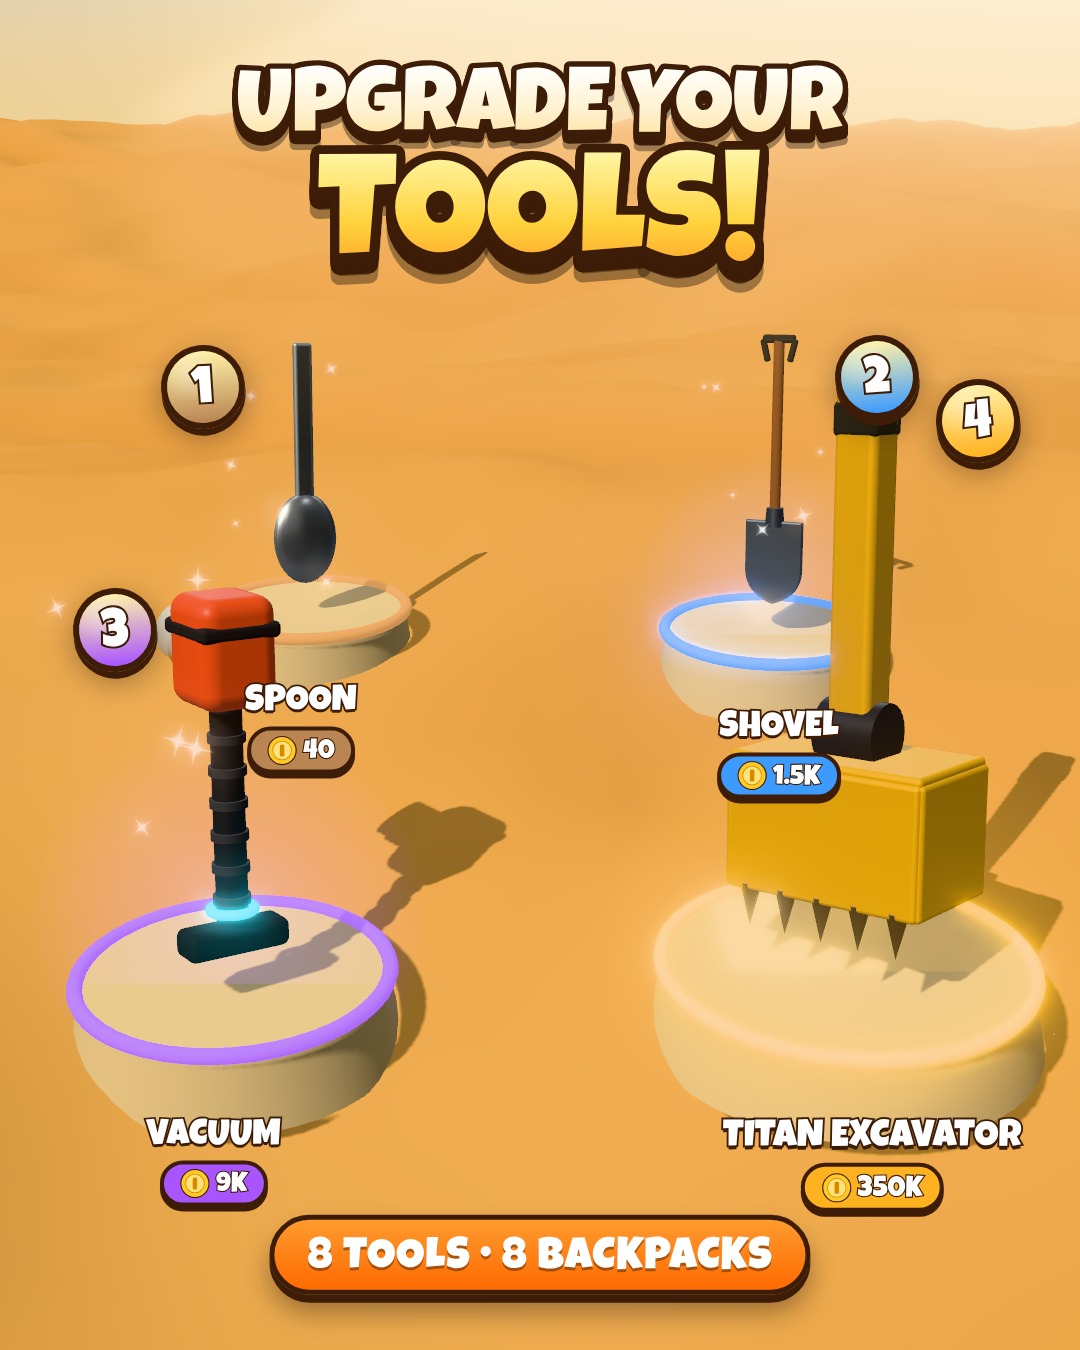 UPGRADE YOUR
TOOLS!
1
2
4
3
SPOON
40
SHOVEL
1.5K
VACUUM
9K
TITAN EXCAVATOR
350K
8 TOOLS • 8 BACKPACKS